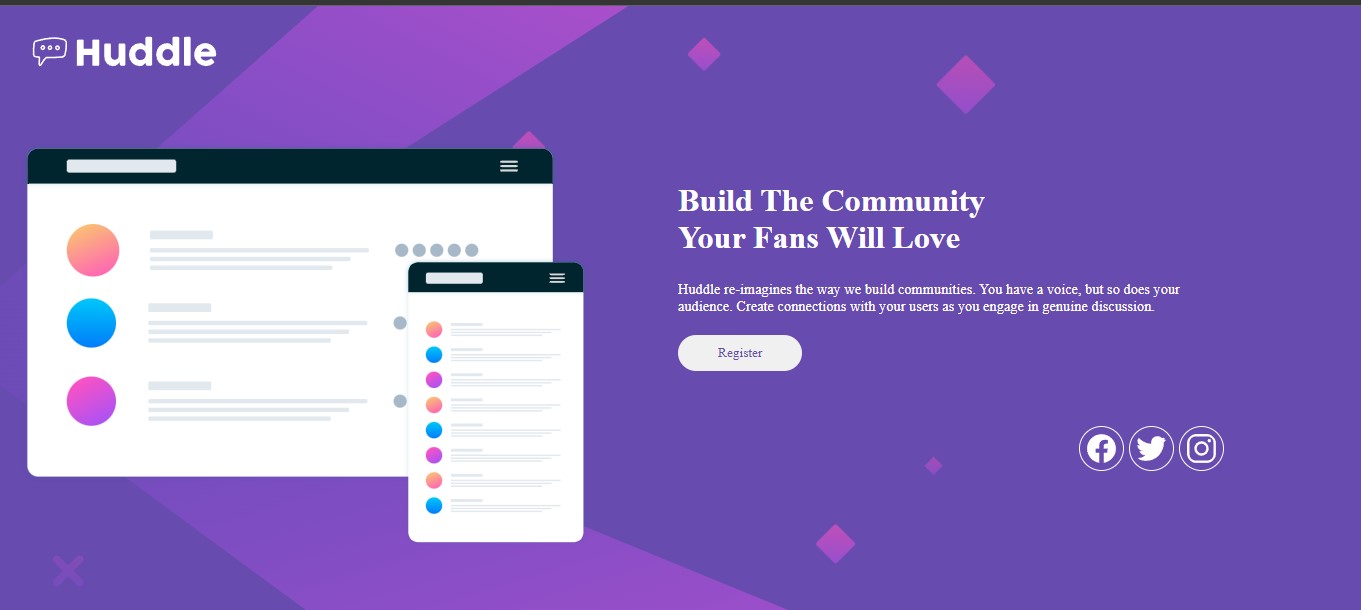 Huddle
Build The Community
Your Fans Will Love
Huddle re-imagines the way we build communities. You have a voice, but so does your
audience. Create connections with your users as you engage in genuine discussion.
Register